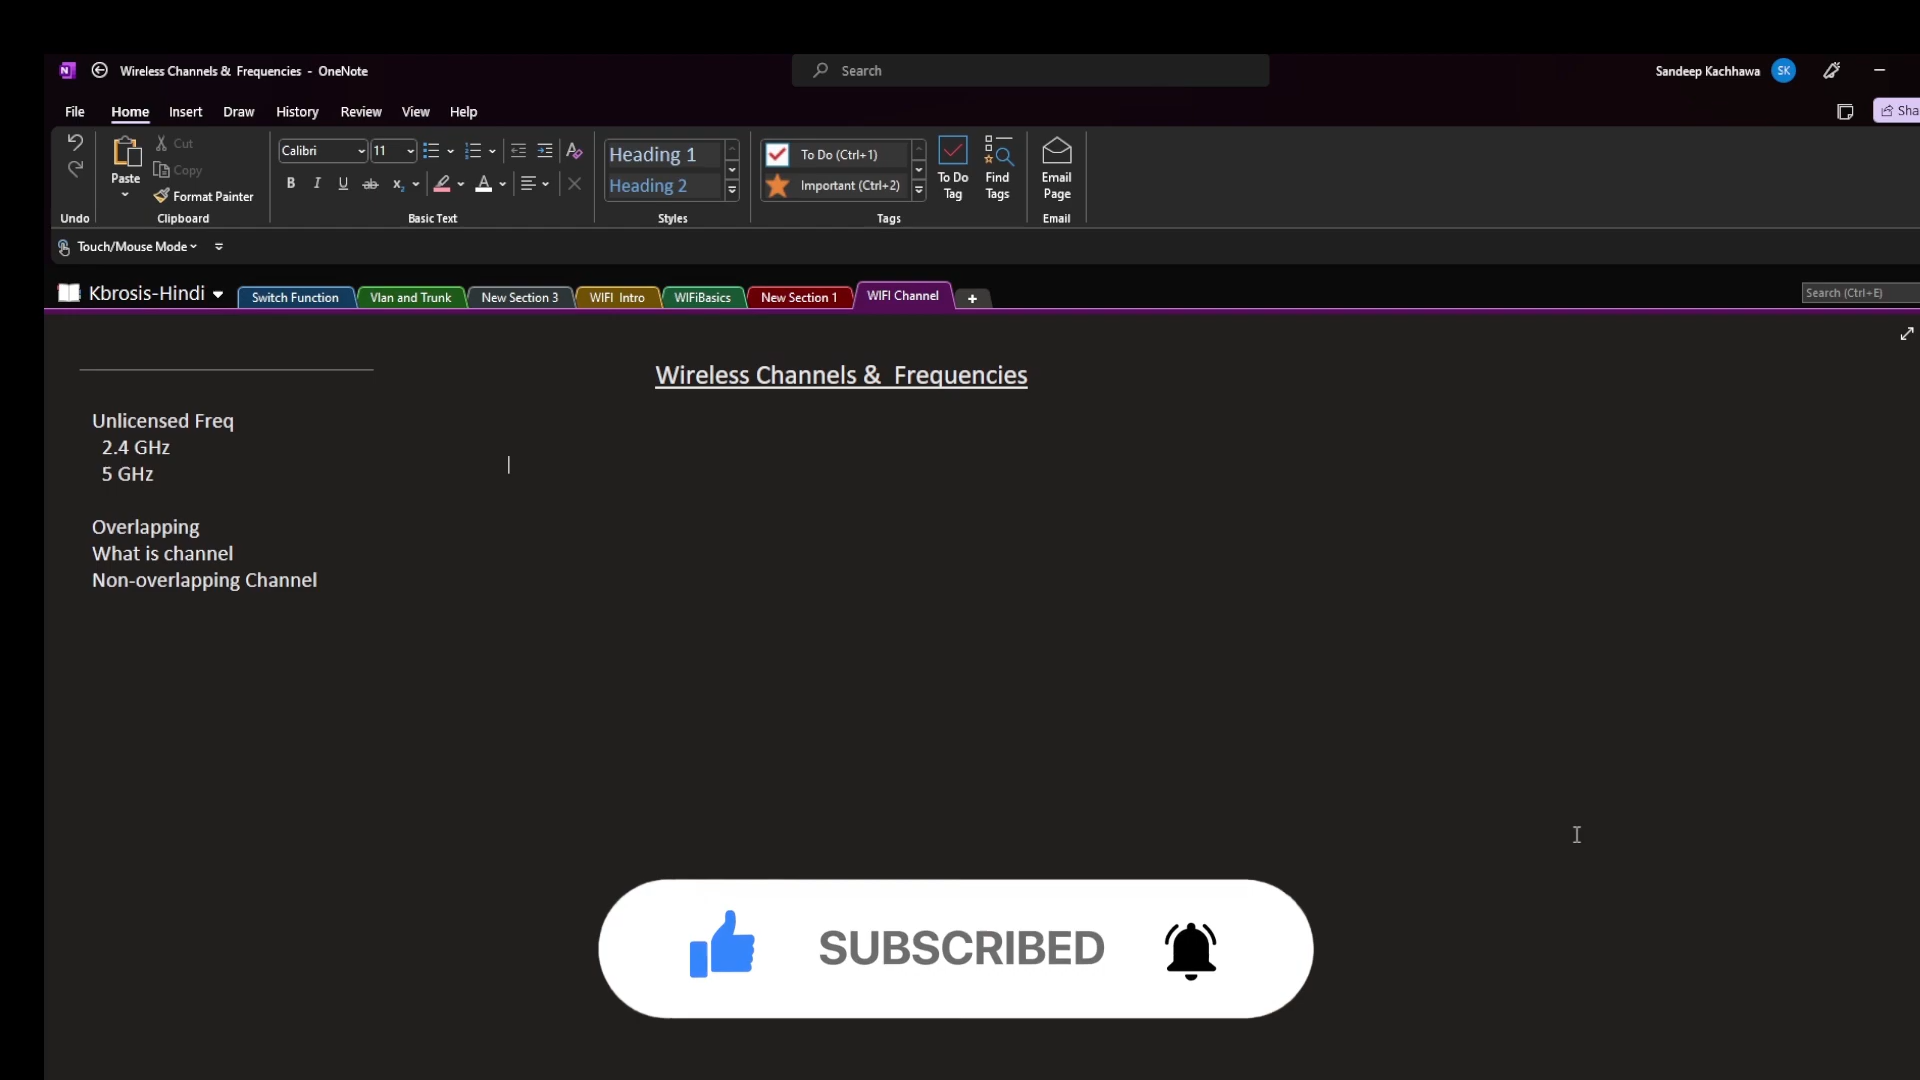 Wireless Channels &  Frequencies  -  OneNote
Search
Sandeep Kachhawa
SK
File
Home
Insert
Draw
History
Review
View
Help
Sha
Undo
Paste
Cut
Copy
Format Painter
Clipboard
Calibri
11
Basic Text
Heading 1
Heading 2
Styles
To Do (Ctrl+1)
Important (Ctrl+2)
Tags
To Do
Tag
Find
Tags
Email
Page
Email
Touch/Mouse Mode
Kbrosis-Hindi
Switch Function
Vlan and Trunk
New Section 3
WIFI  Intro
WIFiBasics
New Section 1
WIFI Channel
Search (Ctrl+E)
Wireless Channels &  Frequencies
Unlicensed Freq
2.4 GHz
5 GHz
Overlapping
What is channel
Non-overlapping Channel
SUBSCRIBED